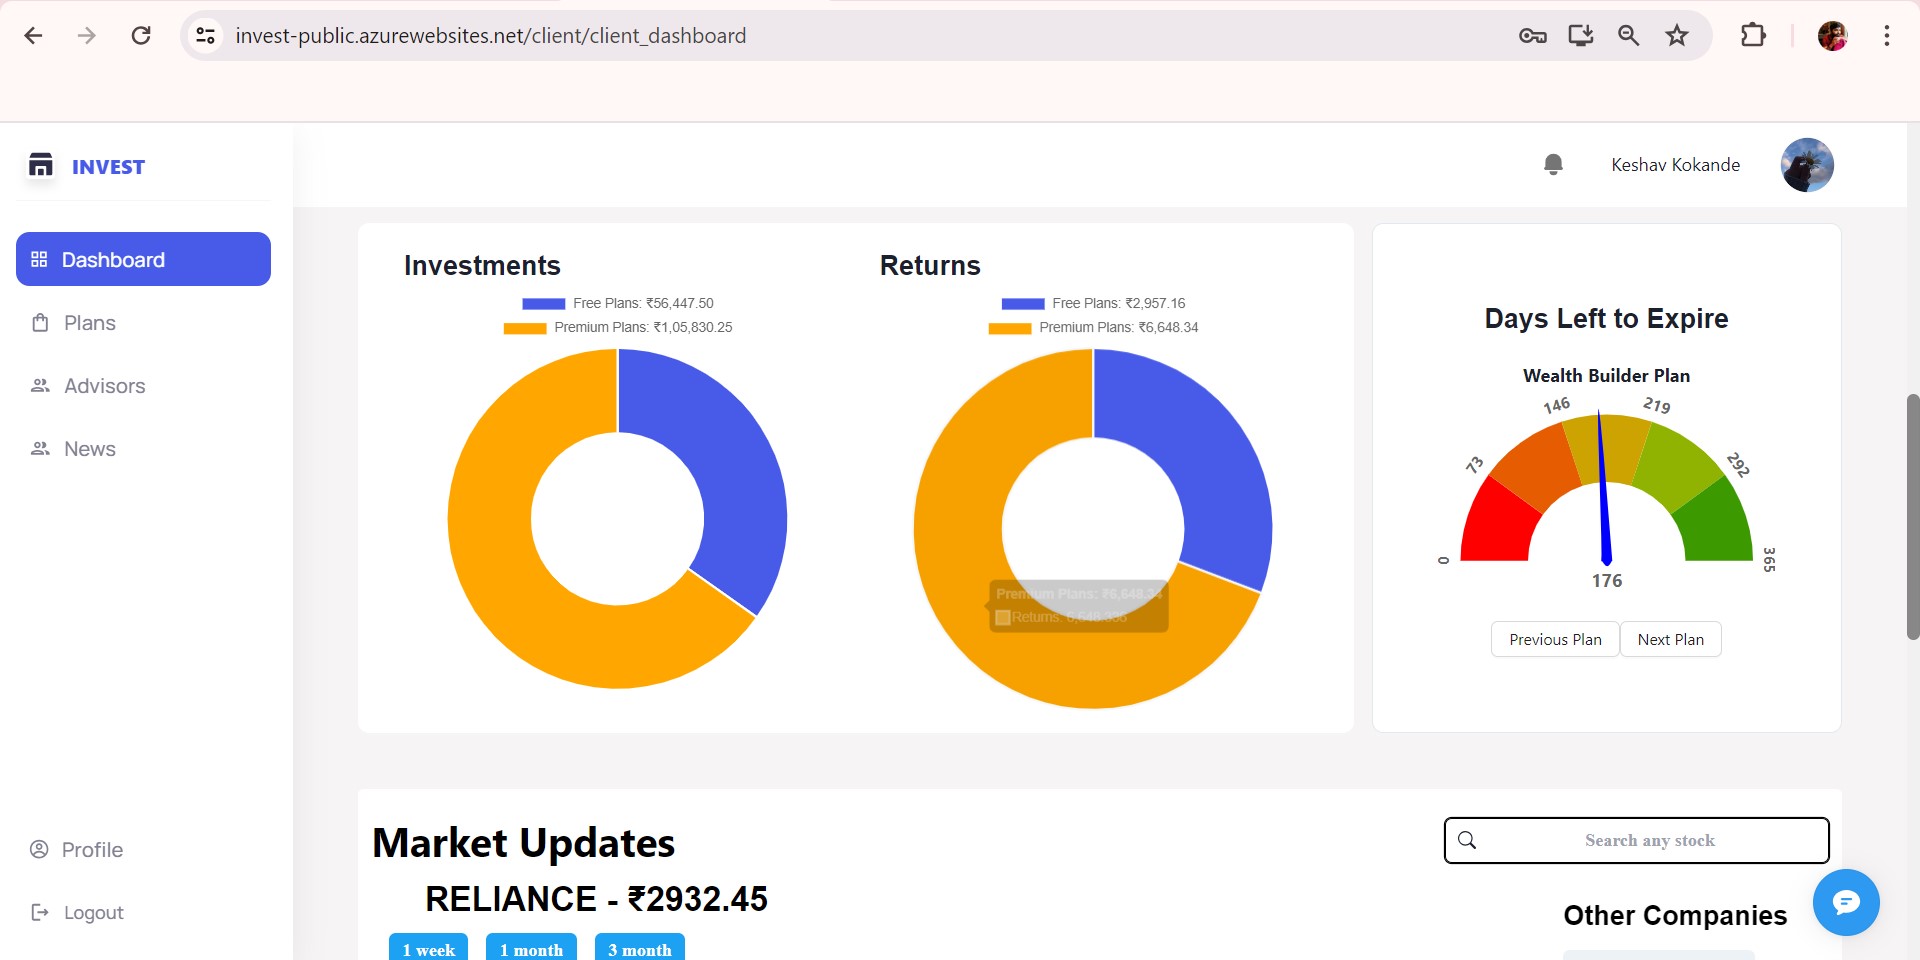 invest-public.azurewebsites.net/client/client_dashboard
INVEST
Keshav Kokande
Dashboard
Plans
Advisors
News
Profile
Logout
Investments
Free Plans: ₹56,447.50
Premium Plans: ₹1,05,830.25
Returns
Free Plans: ₹2,957.16
Premium Plans: ₹6,648.34
Premium Plans: ₹6,648.34
Returns: 6,648.336
Days Left to Expire
Wealth Builder Plan
0
73
146
219
292
365
176
Previous Plan
Next Plan
Market Updates
Search any stock
RELIANCE - ₹2932.45
1 week
1 month
3 month
Other Companies